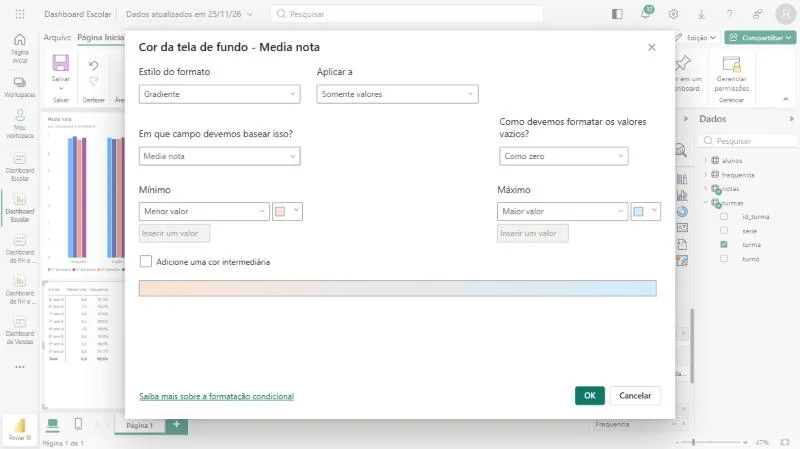 Dashboard Escolar
Dados atualizados em 25/11/26
Pesquisar
17
Página Inicial
Arquivo
Página Inicial
Edição
Compartilhar
Workspaces
Salvar
Salvar
Desfazer
Meu workspace
Dashboard Escolar
Dashboard Escolar
Dashboard de RH e ...
Dashboard de RH e ...
Dashboard de Vendas
Power BI
Media nota
Cor da tela de fundo - Media nota
Estilo do formato
Aplicar a
Gradiente
Somente valores
Em que campo devemos basear isso?
Como devemos formatar os valores vazios?
Media nota
Como zero
Mínimo
Máximo
Menor valor
Maior valor
Inserir um valor
Inserir um valor
Adicione uma cor intermediária
Saiba mais sobre a formatação condicional
OK
Cancelar
Gerenciar permissões
Gerenciar
Dados
Pesquisar
alunos
frequencia
notas
turmas
id_turma
serie
turma
turno
Frequencia
Página 1
Página 1 de 1
47%